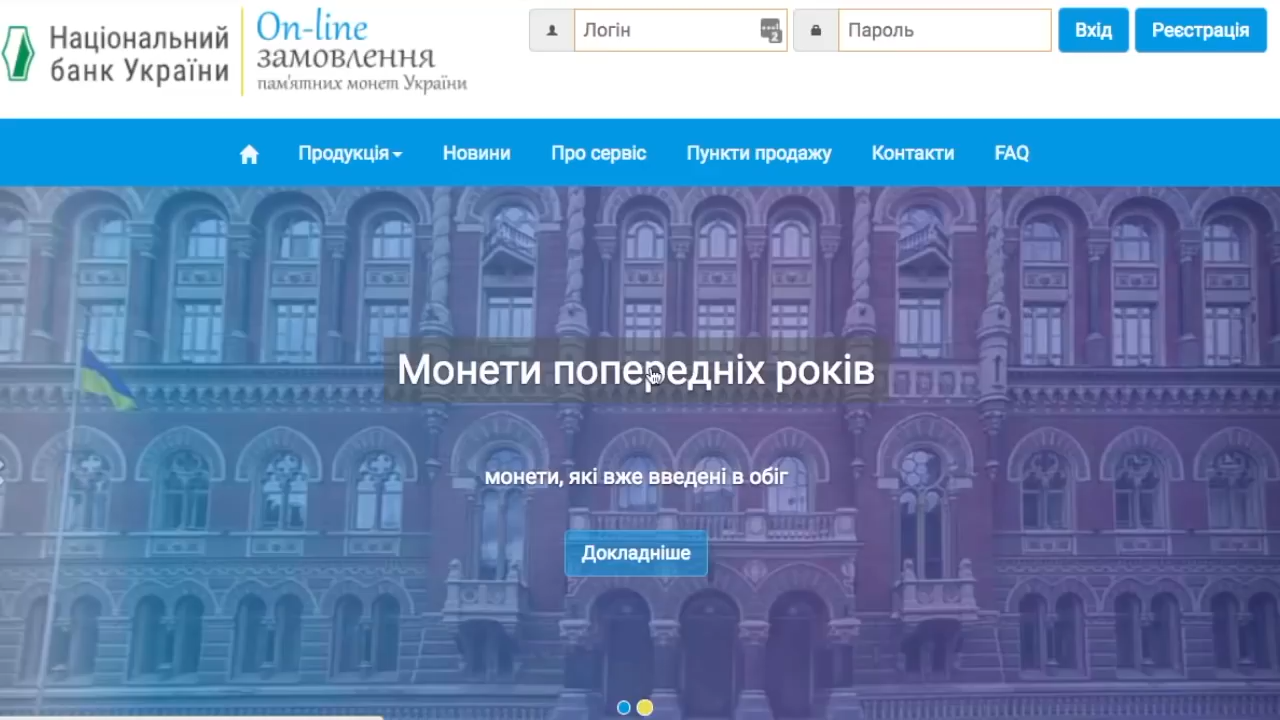 Національний
банк України
On-line
замовлення
пам'ятних монет України
Логін
2
Пароль
Вхід
Реєстрація
Продукція
Новини
Про сервіс
Пункти продажу
Контакти
FAQ
Монети попередніх років
монети, які вже введені в обіг
Докладніше